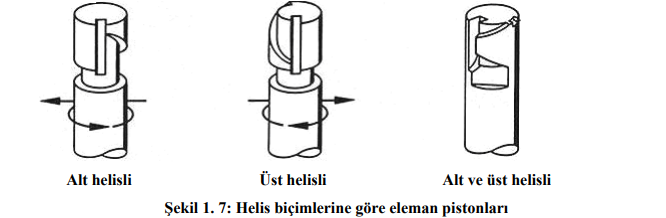 Alt helisli Üst helisli Alt ve üst helisli
Şekil 1. 7: Helis biçimlerine göre eleman pistonları